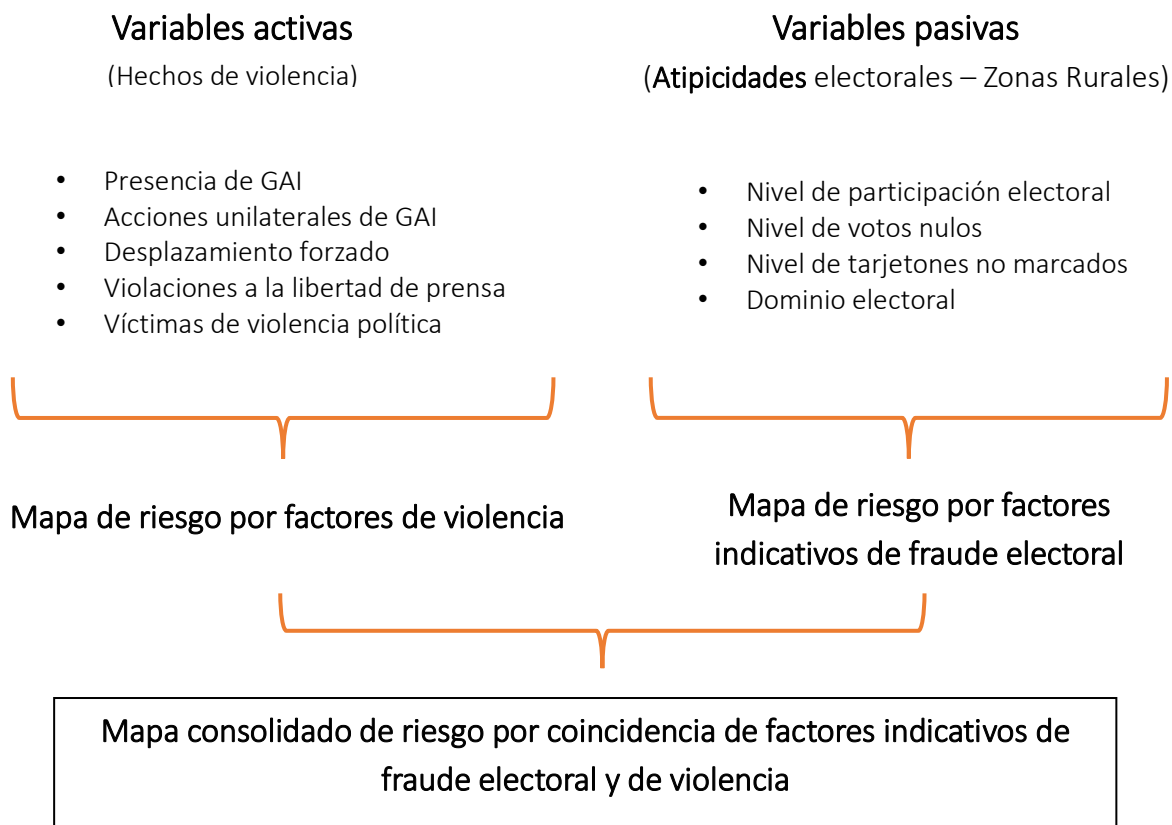 Variables activas
(Hechos de violencia)
• Presencia de GAI
• Acciones unilaterales de GAI
• Desplazamiento forzado
• Violaciones a la libertad de prensa
• Víctimas de violencia política
Variables pasivas
(Atipicidades electorales – Zonas Rurales)
• Nivel de participación electoral
• Nivel de votos nulos
• Nivel de tarjetones no marcados
• Dominio electoral
Mapa de riesgo por factores de violencia
Mapa de riesgo por factores
indicativos de fraude electoral
Mapa consolidado de riesgo por coincidencia de factores indicativos de
fraude electoral y de violencia